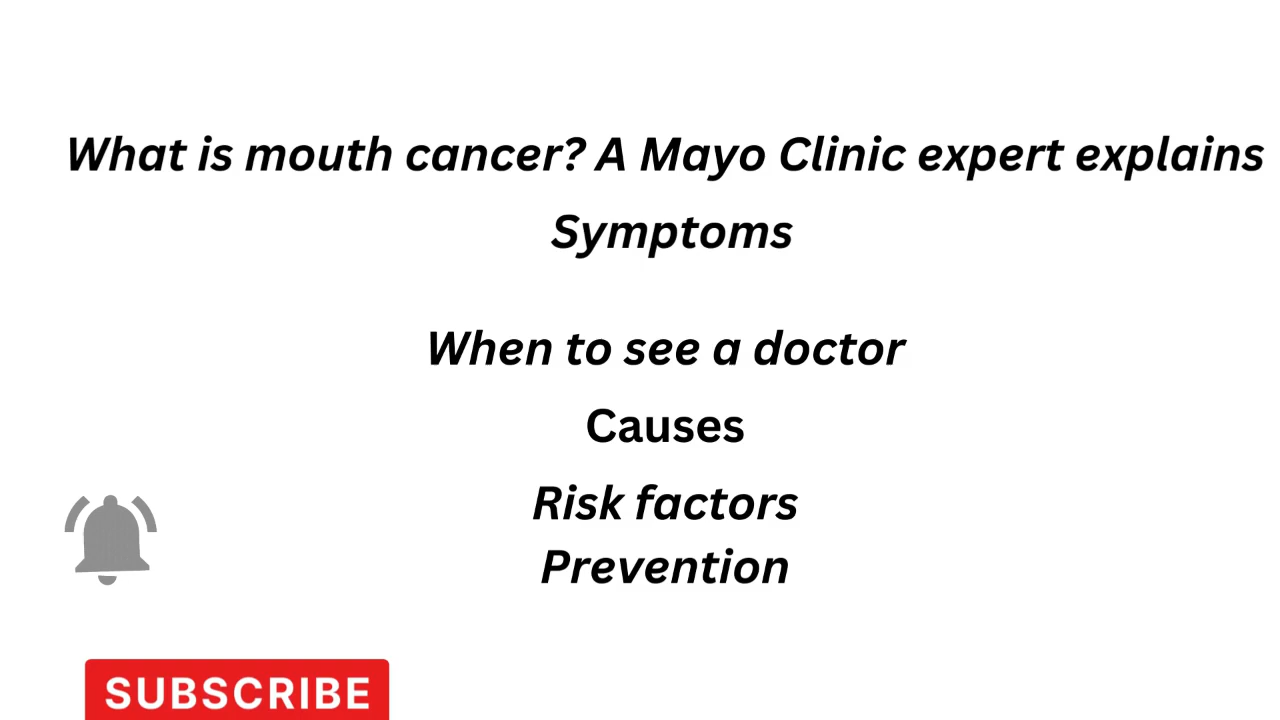 What is mouth cancer? A Mayo Clinic expert explains
Symptoms
When to see a doctor
Causes
Risk factors
Prevention
SUBSCRIBE